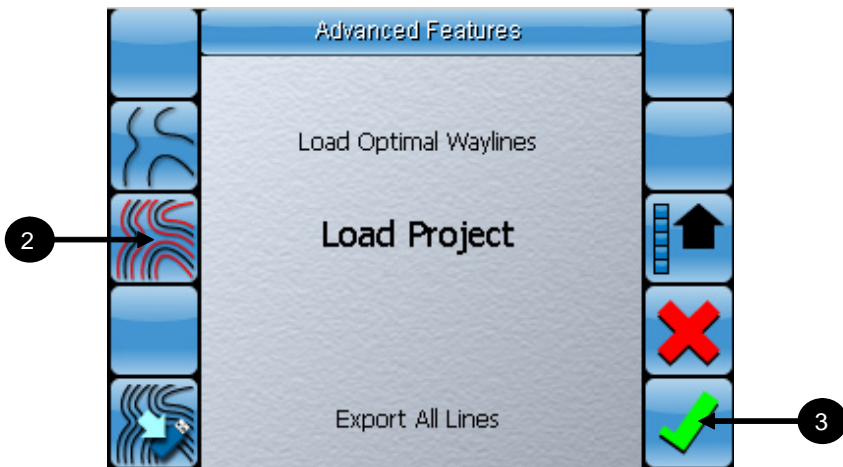 Advanced Features
Load Optimal Waylines
2
Load Project
3
Export All Lines